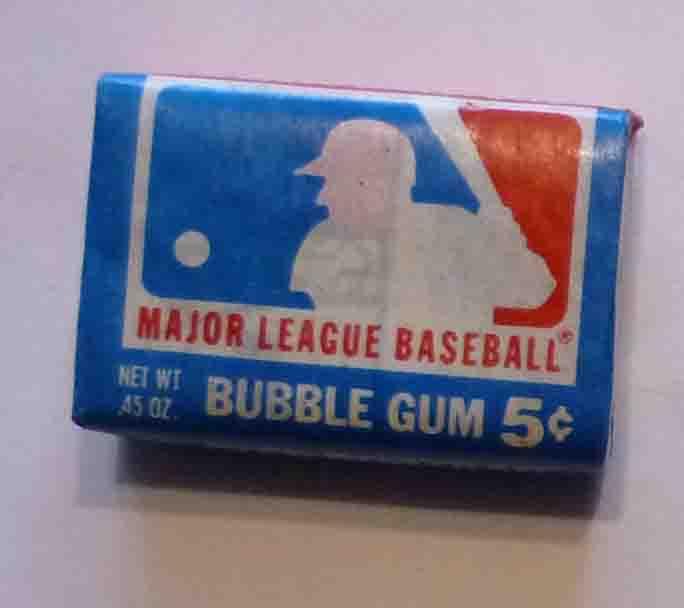 MAJOR LEAGUE BASEBALL®
NET WT
.45 OZ.
BUBBLE GUM 5¢